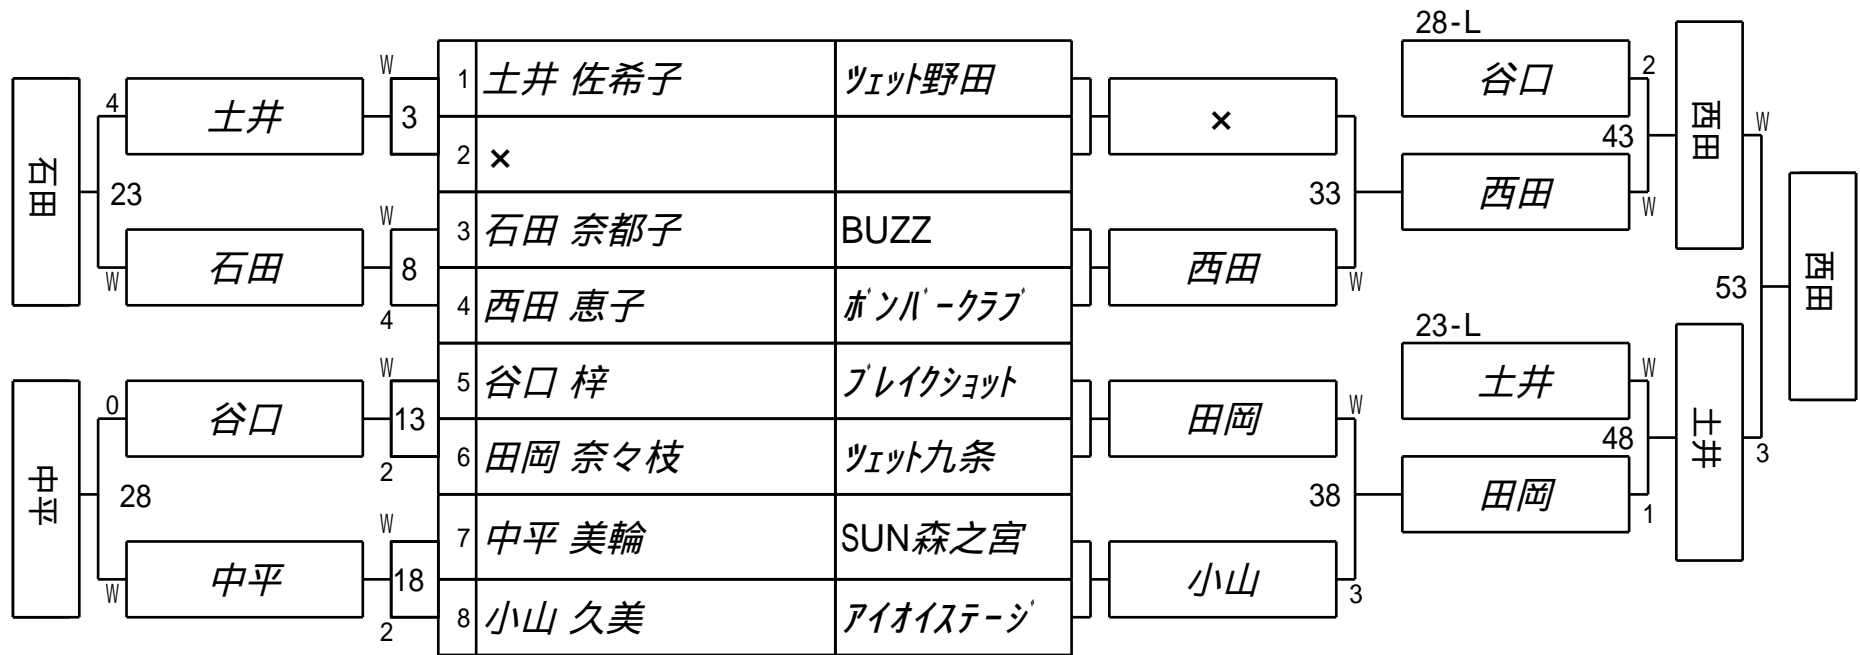 28-L
W
1 土井 佐希子 ヅェット野田
谷口 2
4 土井 3
×
西田 W
43
2 ×
石田
23
33
西田 W
W
3 石田 奈都子 BUZZ
W 石田 8
西田 W
西田
4
4 西田 恵子 ボンバークラブ
53
23-L
W
5 谷口 梓 ブレイクショット
土井 W
0 谷口 13
田岡 W
48
土井 3
2
6 田岡 奈々枝 ヅェット九条
中平
28
38
田岡 1
W
7 中平 美輪 SUN森之宮
W 中平 18
小山 3
2
8 小山 久美 アイオイステージ